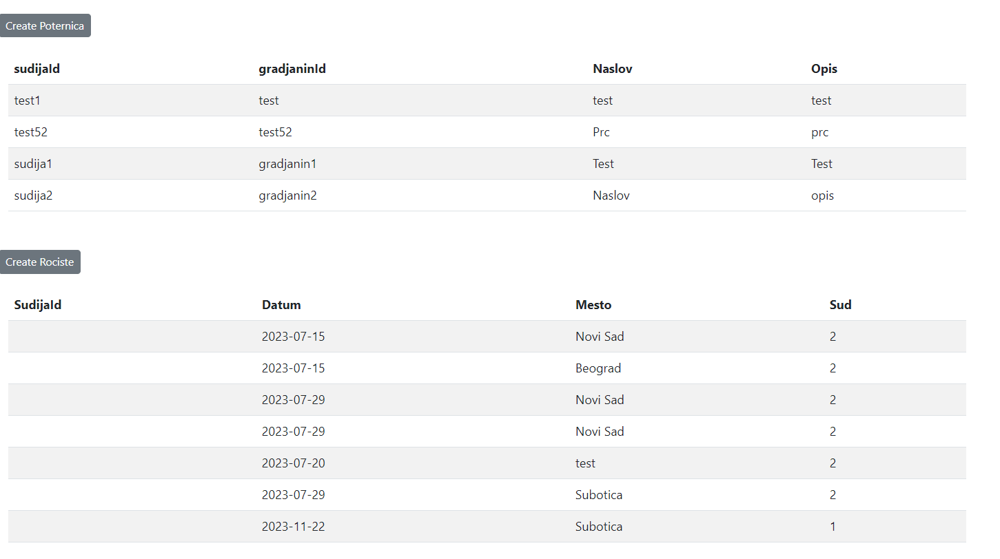 Create Poternica
sudijaId gradjaninId Naslov Opis
test1 test test test
test52 test52 Prc prc
sudija1 gradjanin1 Test Test
sudija2 gradjanin2 Naslov opis
Create Rociste
SudijaId Datum Mesto Sud
2023-07-15 Novi Sad 2
2023-07-15 Beograd 2
2023-07-29 Novi Sad 2
2023-07-29 Novi Sad 2
2023-07-20 test 2
2023-07-29 Subotica 2
2023-11-22 Subotica 1